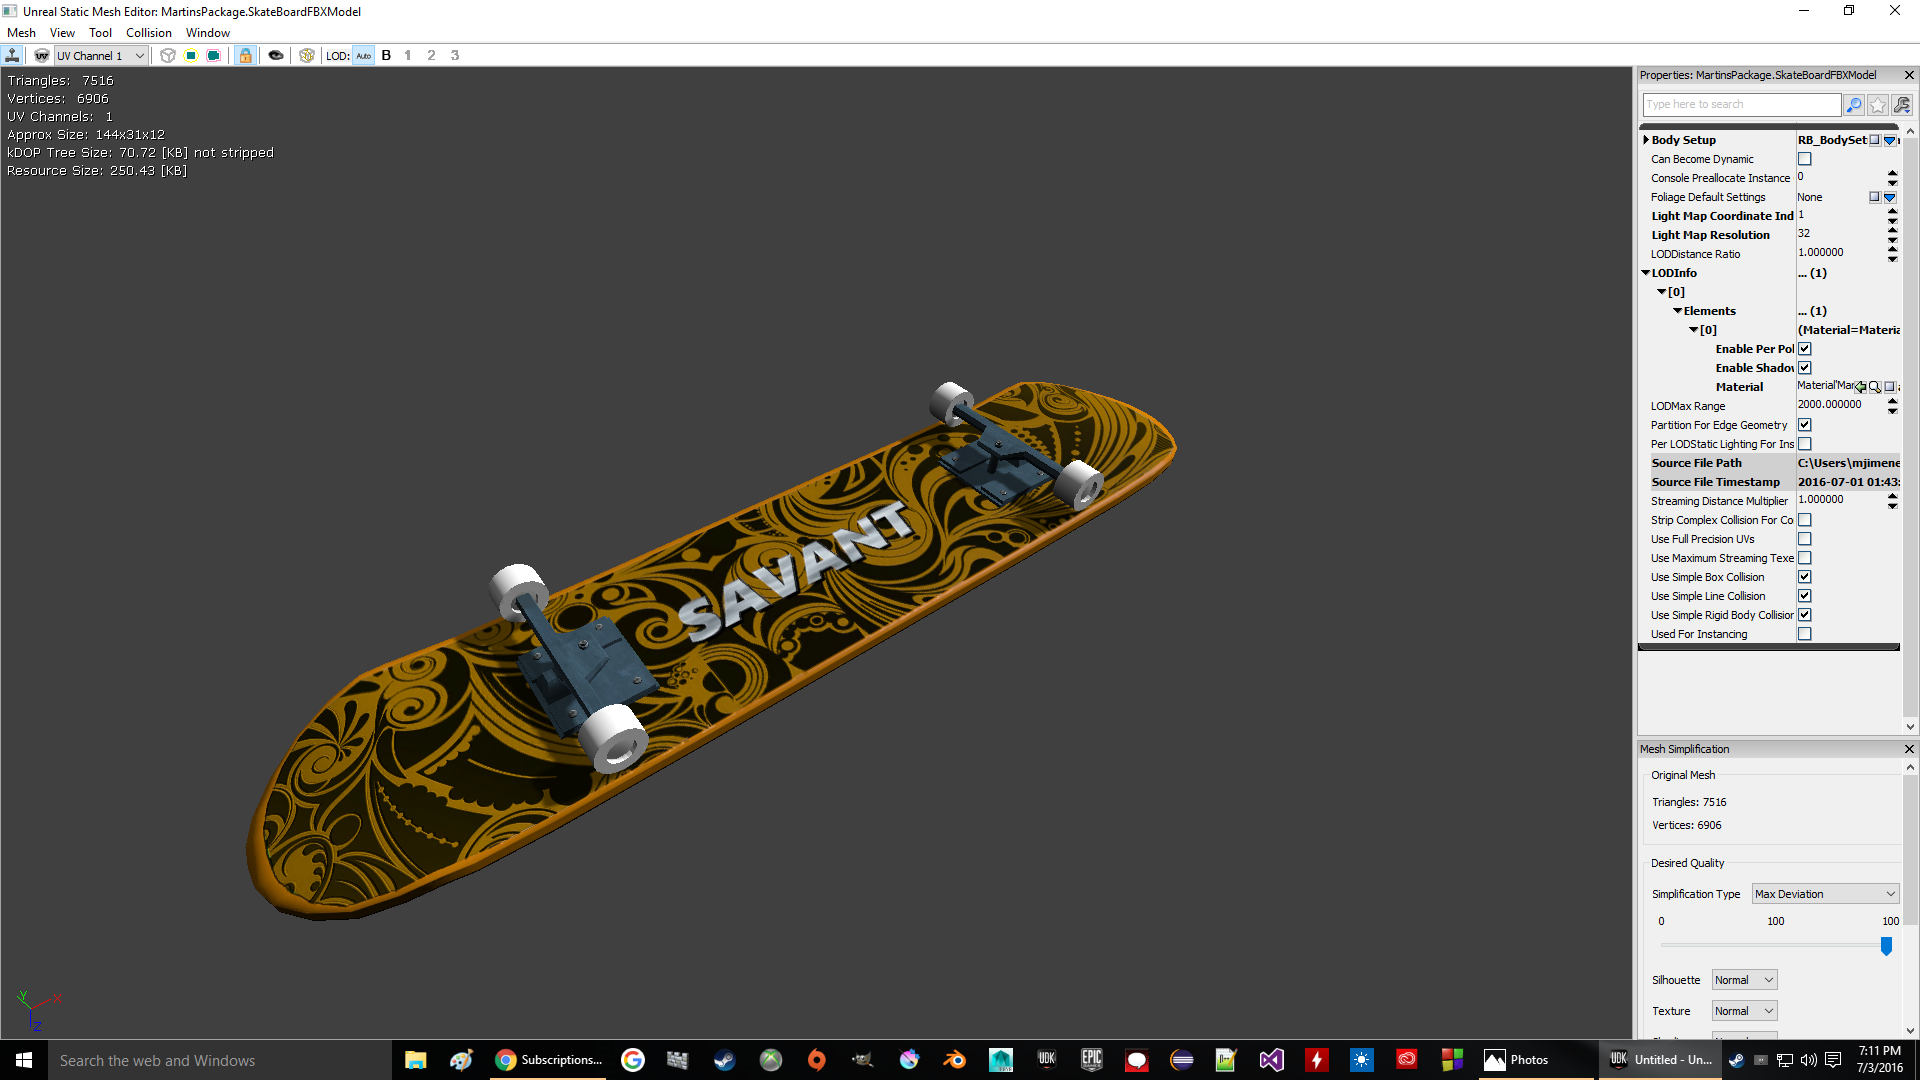 Unreal Static Mesh Editor: MartinsPackage.SkateBoardFBXModel
Mesh View Tool Collision Window
UV Channel 1 LOD: Auto B 1 2 3
Triangles: 7516
Vertices: 6906
UV Channels: 1
Approx Size: 144x31x12
kDOP Tree Size: 70.72 [KB] not stripped
Resource Size: 250.43 [KB]
SAVANT
Y X
Z
Properties: MartinsPackage.SkateBoardFBXModel
Type here to search
Body Setup RB_BodySet
Can Become Dynamic
Console Preallocate Instance 0
Foliage Default Settings None
Light Map Coordinate Ind 1
Light Map Resolution 32
LODDistance Ratio 1.000000
LODInfo ... (1)
[0]
Elements ... (1)
[0] (Material=Materia
Enable Per Pol
Enable Shado
Material Material'Mar
LODMax Range 2000.000000
Partition For Edge Geometry
Per LODStatic Lighting For Ins
Source File Path C:\Users\mjimene
Source File Timestamp 2016-07-01 01:43:
Streaming Distance Multiplier 1.000000
Strip Complex Collision For Co
Use Full Precision UVs
Use Maximum Streaming Texe
Use Simple Box Collision
Use Simple Line Collision
Use Simple Rigid Body Collision
Used For Instancing
Mesh Simplification
Original Mesh
Triangles: 7516
Vertices: 6906
Desired Quality
Simplification Type Max Deviation
0 100 100
Silhouette Normal
Texture Normal
Search the web and Windows
Subscriptions...
UDK
EPIC
Photos
UDK Untitled - Un...
7:11 PM
7/3/2016